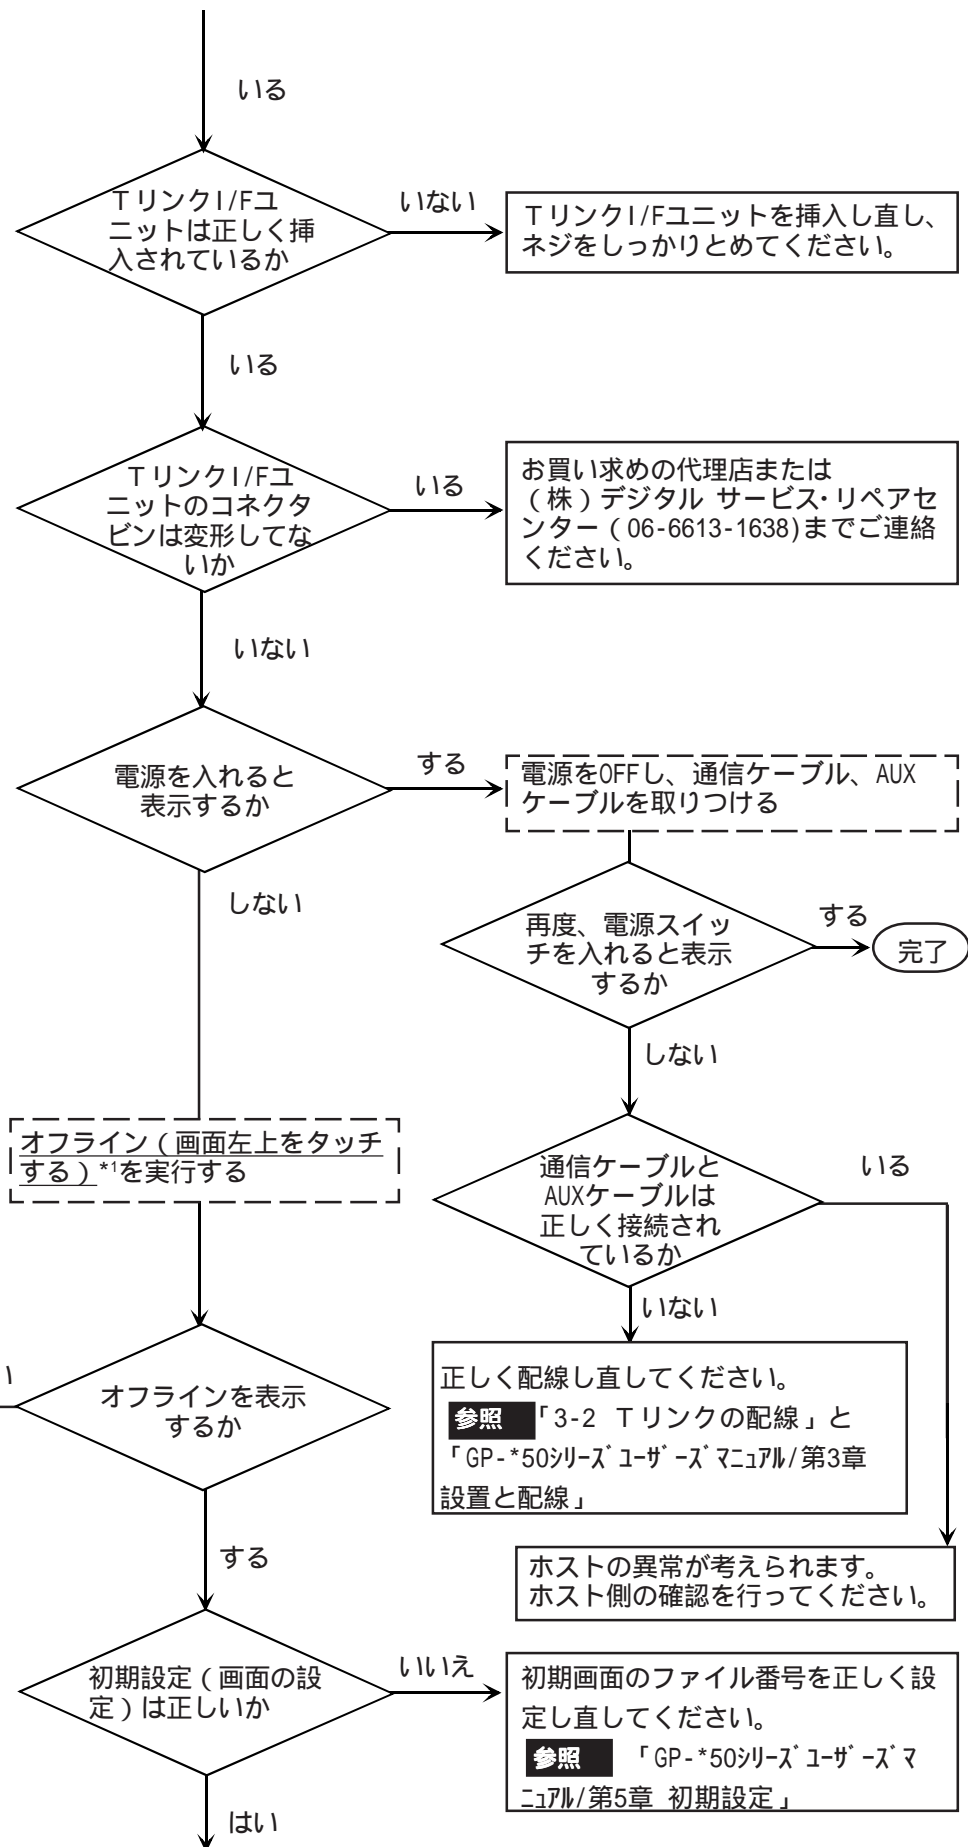 いる
TリンクI/Fユ
ニットは正しく挿
入されているか
いない
TリンクI/Fユニットを挿入し直し、
ネジをしっかりとめてください。
いる
TリンクI/Fユ
ニットのコネクタ
ピンは変形してな
いか
いる
お買い求めの代理店または
(株)デジタル サービス・リペアセ
ンター(06-6613-1638)までご連絡
ください。
いない
電源を入れると
表示するか
する
電源をOFFし、通信ケーブル、AUX
ケーブルを取りつける
しない
再度、電源スイッ
チを入れると表示
するか
する
完了
しない
オフライン(画面左上をタッチ
する)*1を実行する
通信ケーブルと
AUXケーブルは
正しく接続され
ているか
いる
いない
い
オフラインを表示
するか
正しく配線し直してください。
参照 「3-2 Tリンクの配線」と
「GP-*50ｼﾘｰｽﾞﾕｰｻﾞｰｽﾞﾏﾆｭｱﾙ/第3章
設置と配線」
する
ホストの異常が考えられます。
ホスト側の確認を行ってください。
初期設定(画面の設
定)は正しいか
いいえ
初期画面のファイル番号を正しく設
定し直してください。
参照 「GP-*50ｼﾘｰｽﾞﾕｰｻﾞｰｽﾞﾏ
ﾆｭｱﾙ/第5章 初期設定」
はい